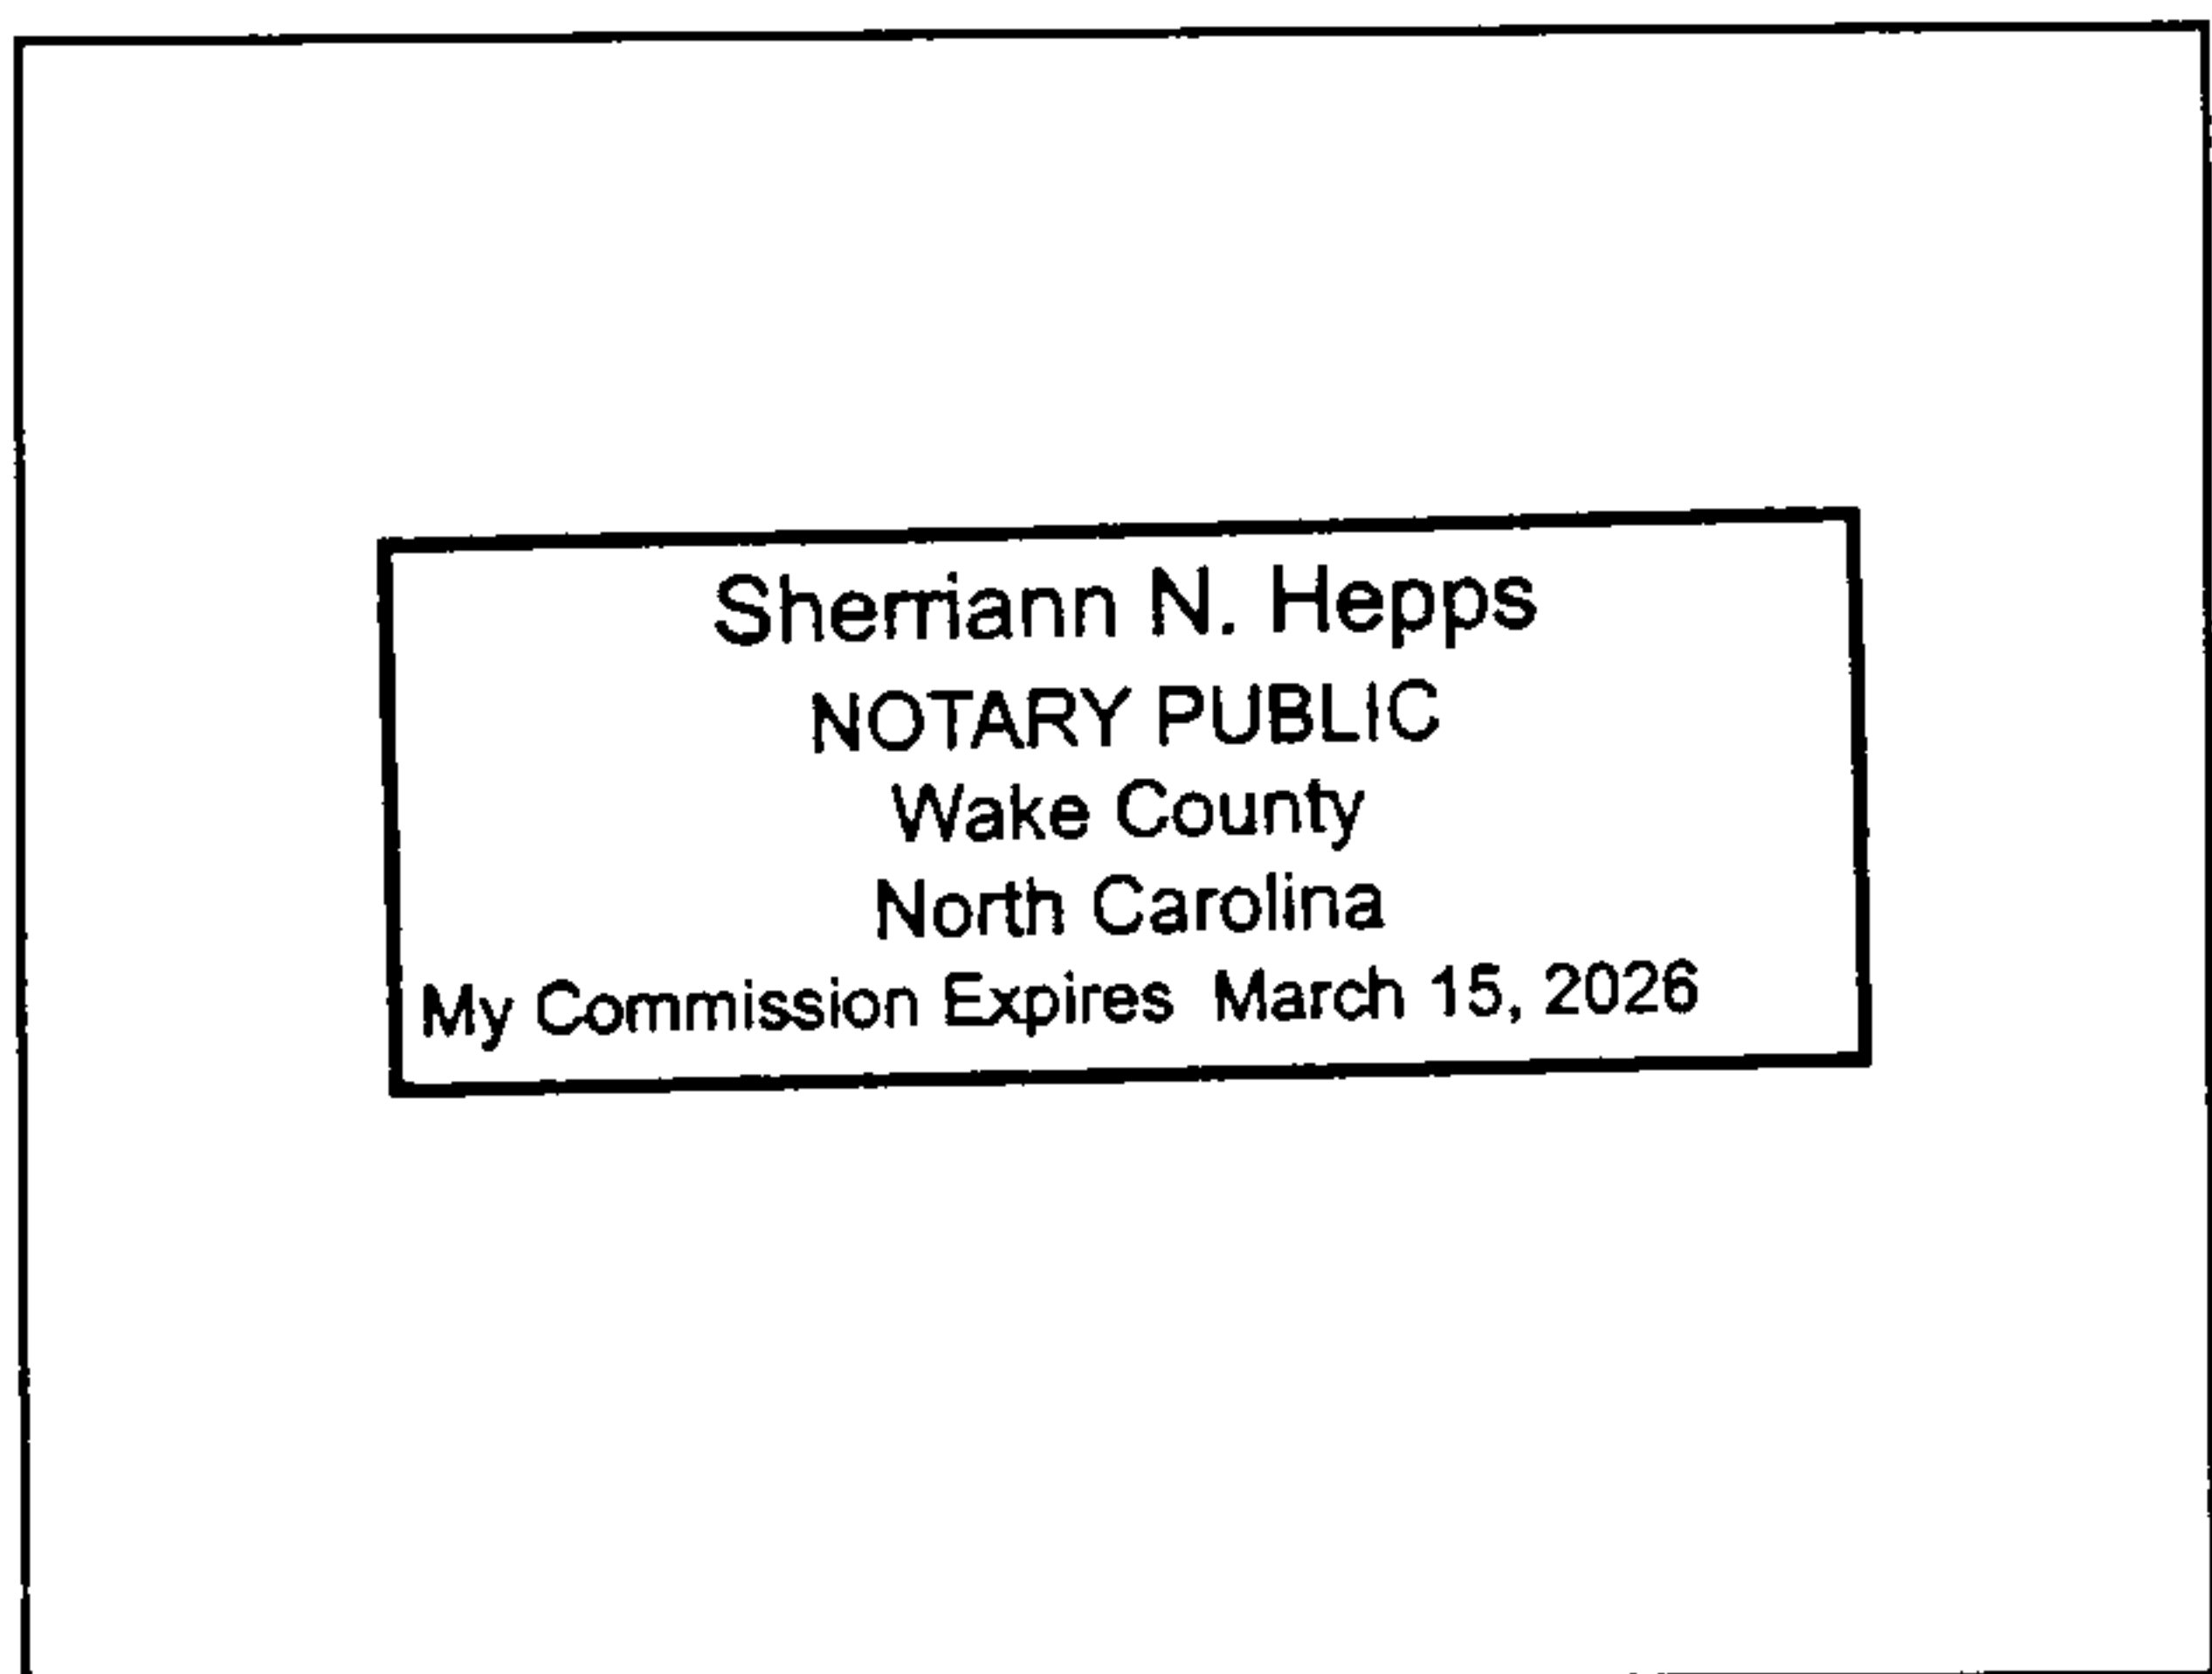 Sherriann N. Hepps
NOTARY PUBLIC
Wake County
North Carolina
My Commission Expires March 15, 2026